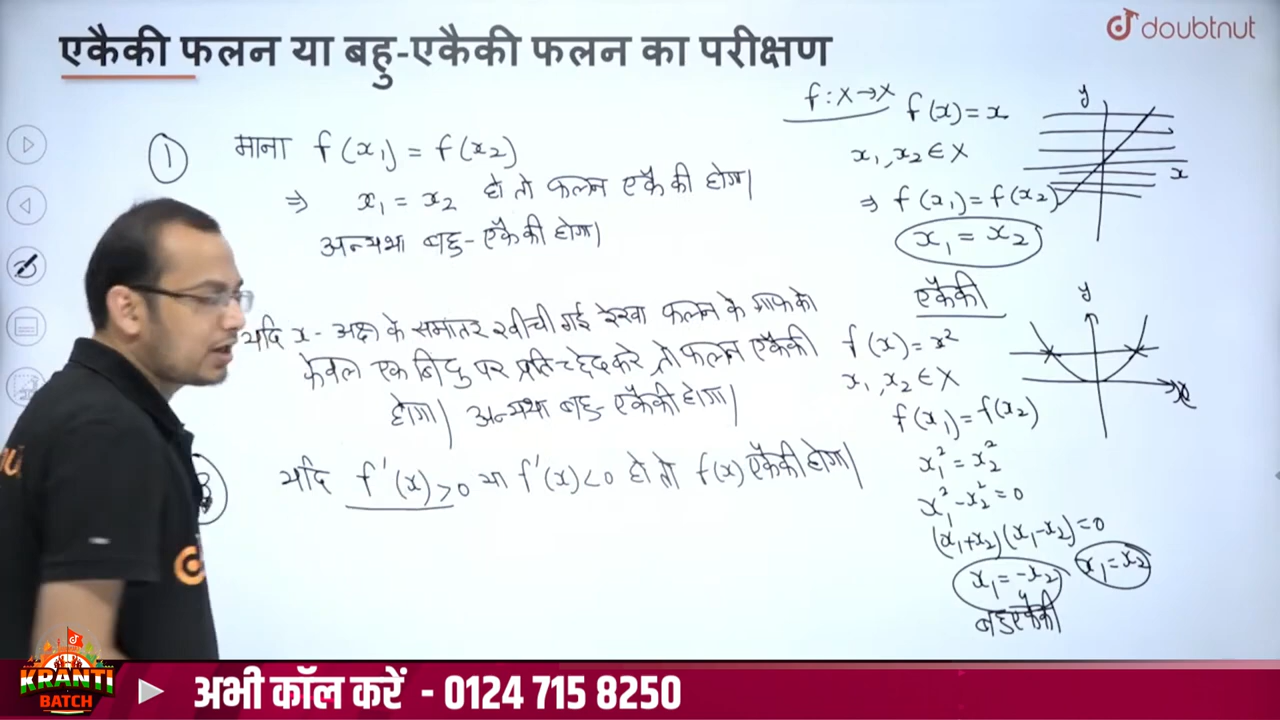 एकैकी फलन या बहु-एकैकी फलन का परीक्षण
doubtnut
① माना f(x₁) = f(x₂)
⇒ x₁ = x₂ हो तो फलन एकैकी होगा।
अन्यथा बहु-एकैकी होगा।
यदि x-अक्ष के समांतर खींची गई रेखा फलन के ग्राफ को
केवल एक बिंदु पर प्रतिच्छेद करे, तो फलन एकैकी
होगा। अन्यथा बहु-एकैकी होगा।
यदि f'(x)>0 या f'(x)<0 हो तो f(x) एकैकी होगा।
f:X→X f(x)=x
x₁,x₂∈X
⇒ f(x₁)=f(x₂)
x₁ = x₂
एकैकी
y
x
f(x)=x²
x₁,x₂∈X
f(x₁)=f(x₂)
x₁²=x₂²
x₁²-x₂²=0
(x₁+x₂)(x₁-x₂)=0
x₁=-x₂ x₁=x₂
बहुएकैकी
y
KRANTI
BATCH
अभी कॉल करें - 0124 715 8250